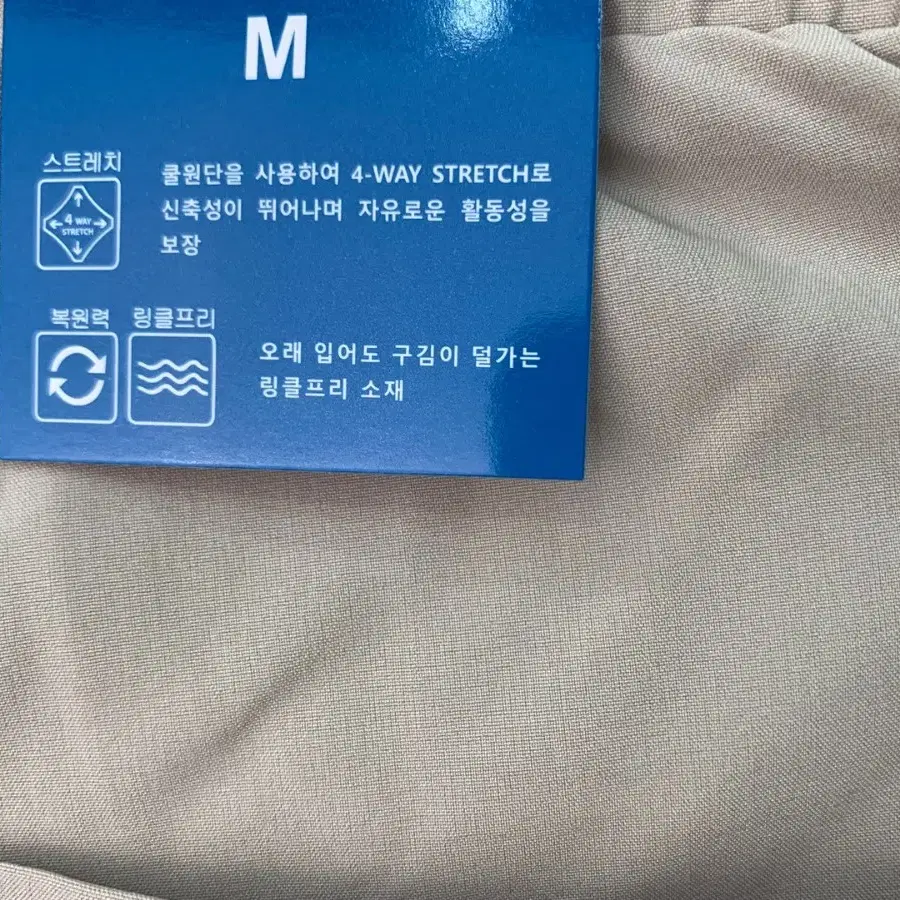 M
스트레치
4 WAY
STRETCH
쿨원단을 사용하여 4-WAY STRETCH로
신축성이 뛰어나며 자유로운 활동성을
보장
복원력 링클프리
오래 입어도 구김이 덜가는
링클프리 소재